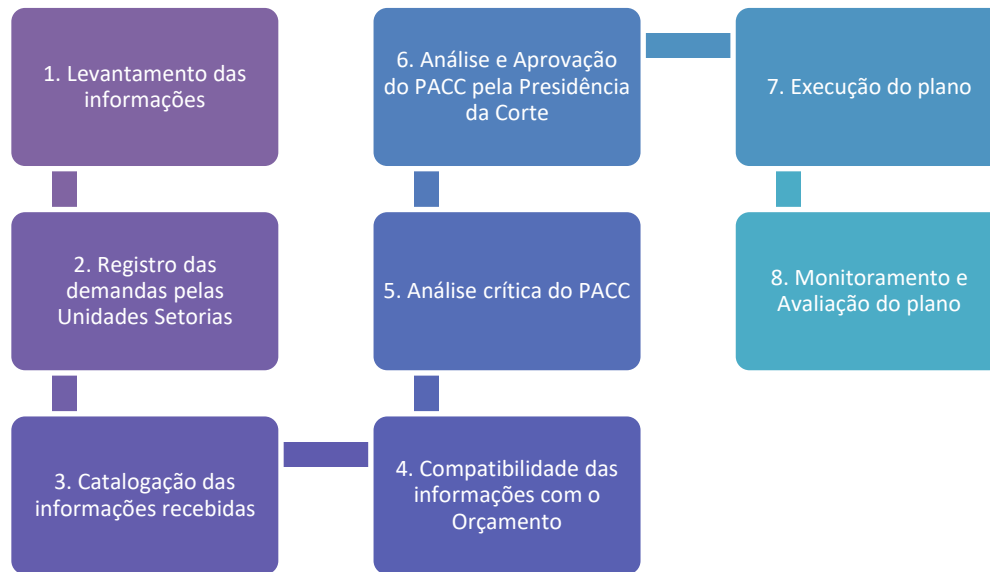 1. Levantamento das
informações
2. Registro das
demandas pelas
Unidades Setorias
3. Catalogação das
informações recebidas
4. Compatibilidade das
informações com o
Orçamento
5. Análise crítica do PACC
6. Análise e Aprovação
do PACC pela Presidência
da Corte
7. Execução do plano
8. Monitoramento e
Avaliação do plano